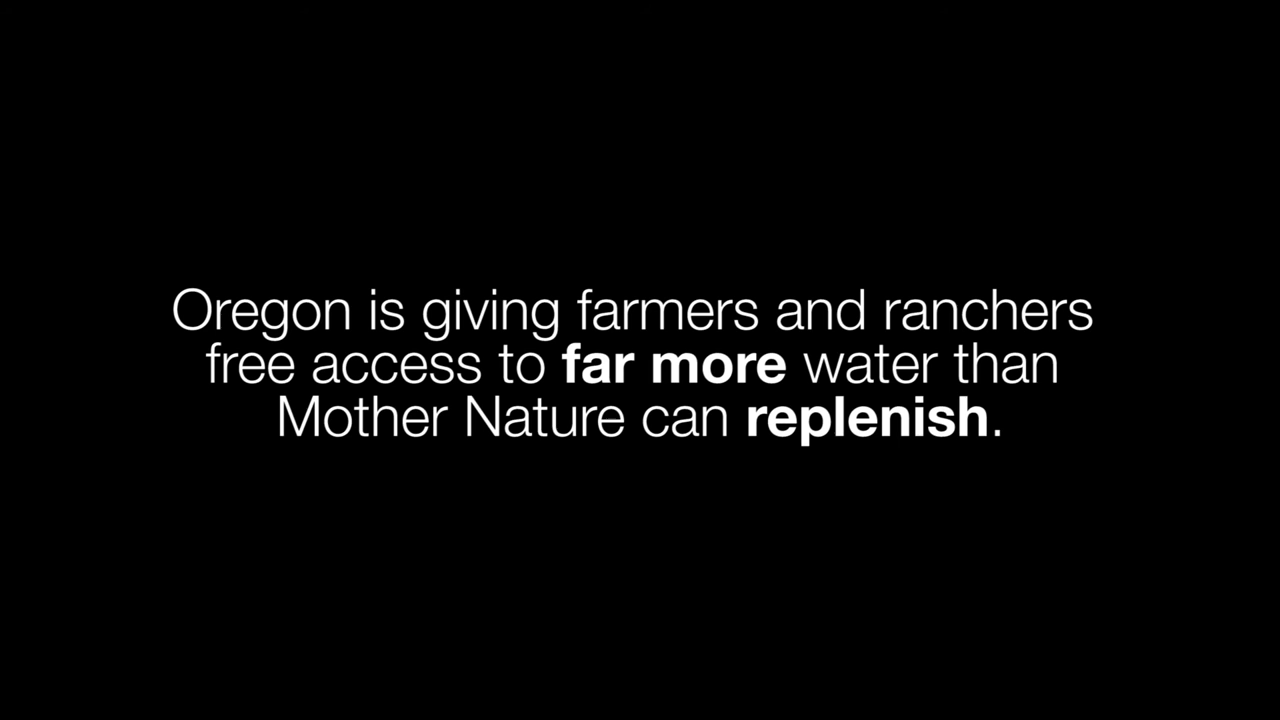 Oregon is giving farmers and ranchers
free access to far more water than
Mother Nature can replenish.